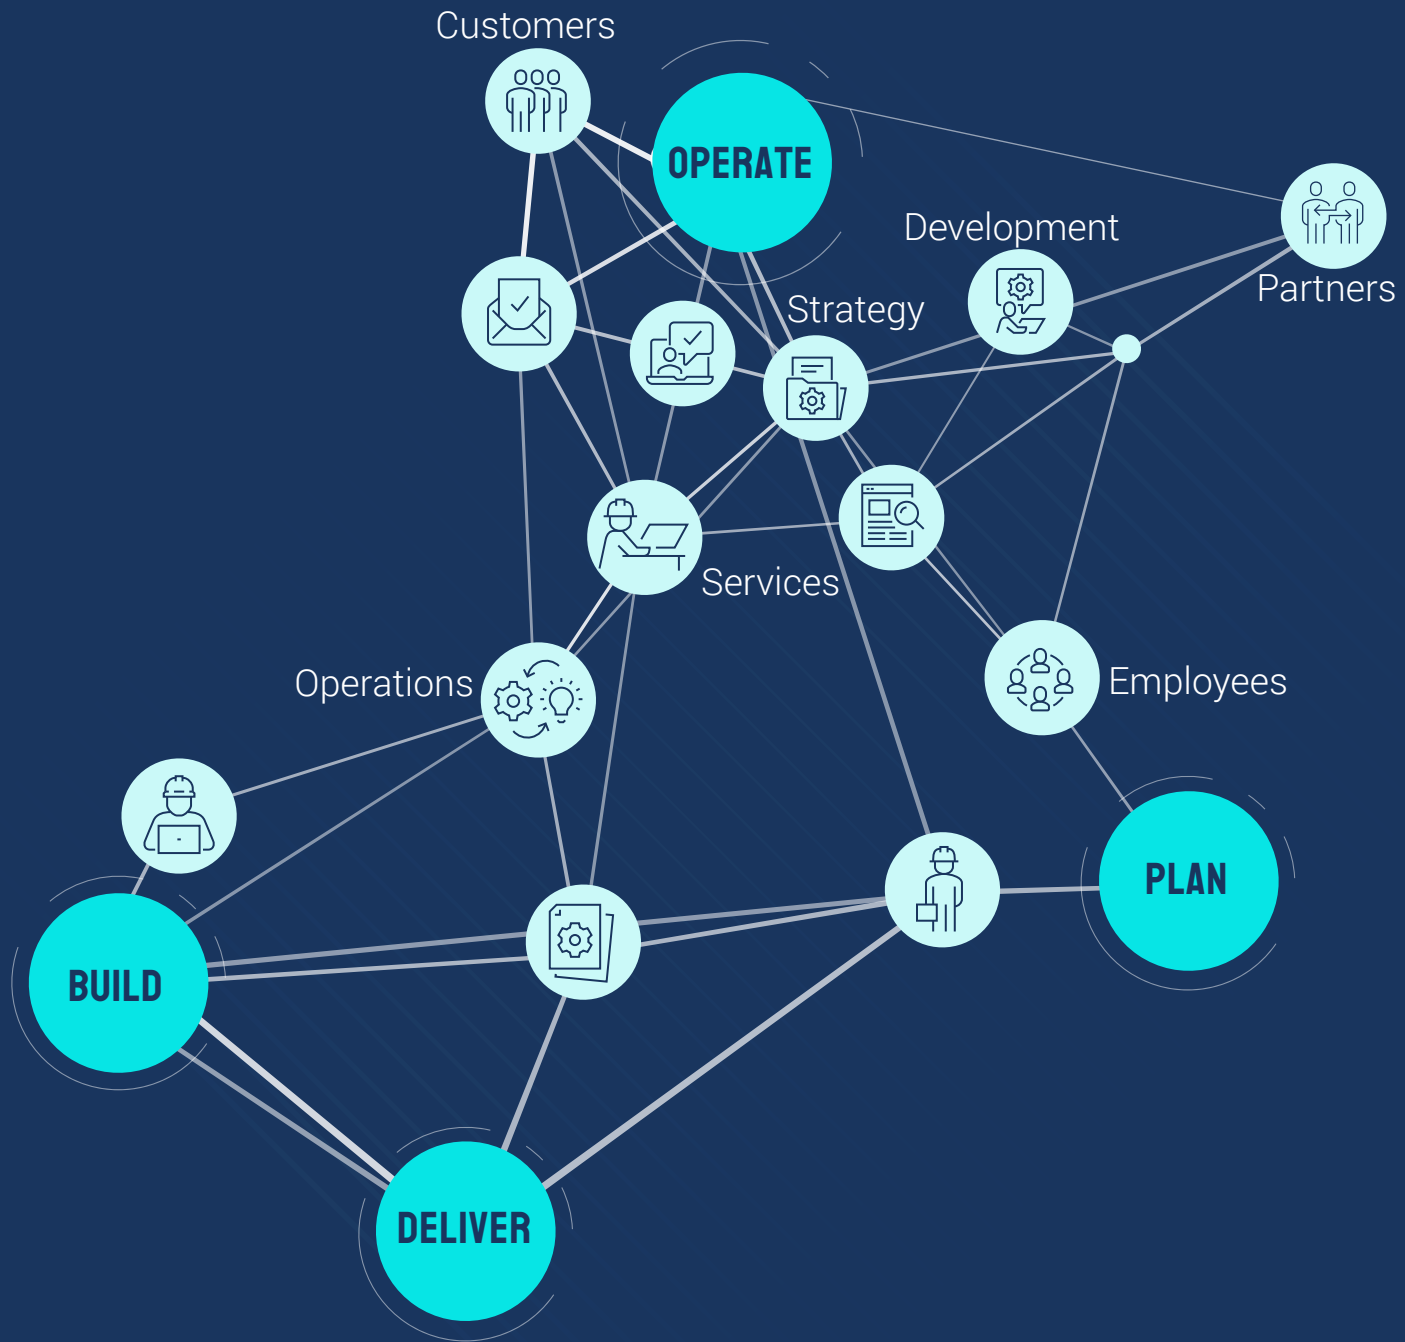 Customers
OPERATE
Development
Partners
Strategy
Services
Operations
Employees
PLAN
BUILD
DELIVER